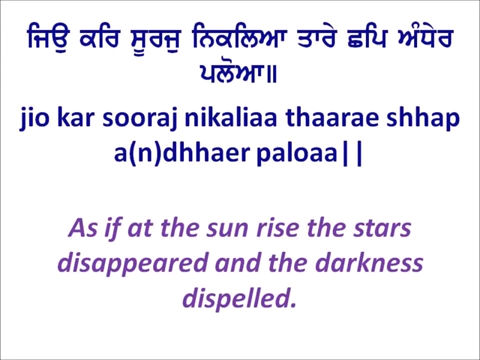 ਜਿਉ ਕਰਿ ਸੂਰਜੁ ਨਿਕਲਿਆ ਤਾਰੇ ਛਪਿ ਅੰਧੇਰ
ਪਲੋਆ॥
jio kar sooraj nikaliaa thaarae shhap
a(n)dhhaer paloaa||
As if at the sun rise the stars
disappeared and the darkness
dispelled.